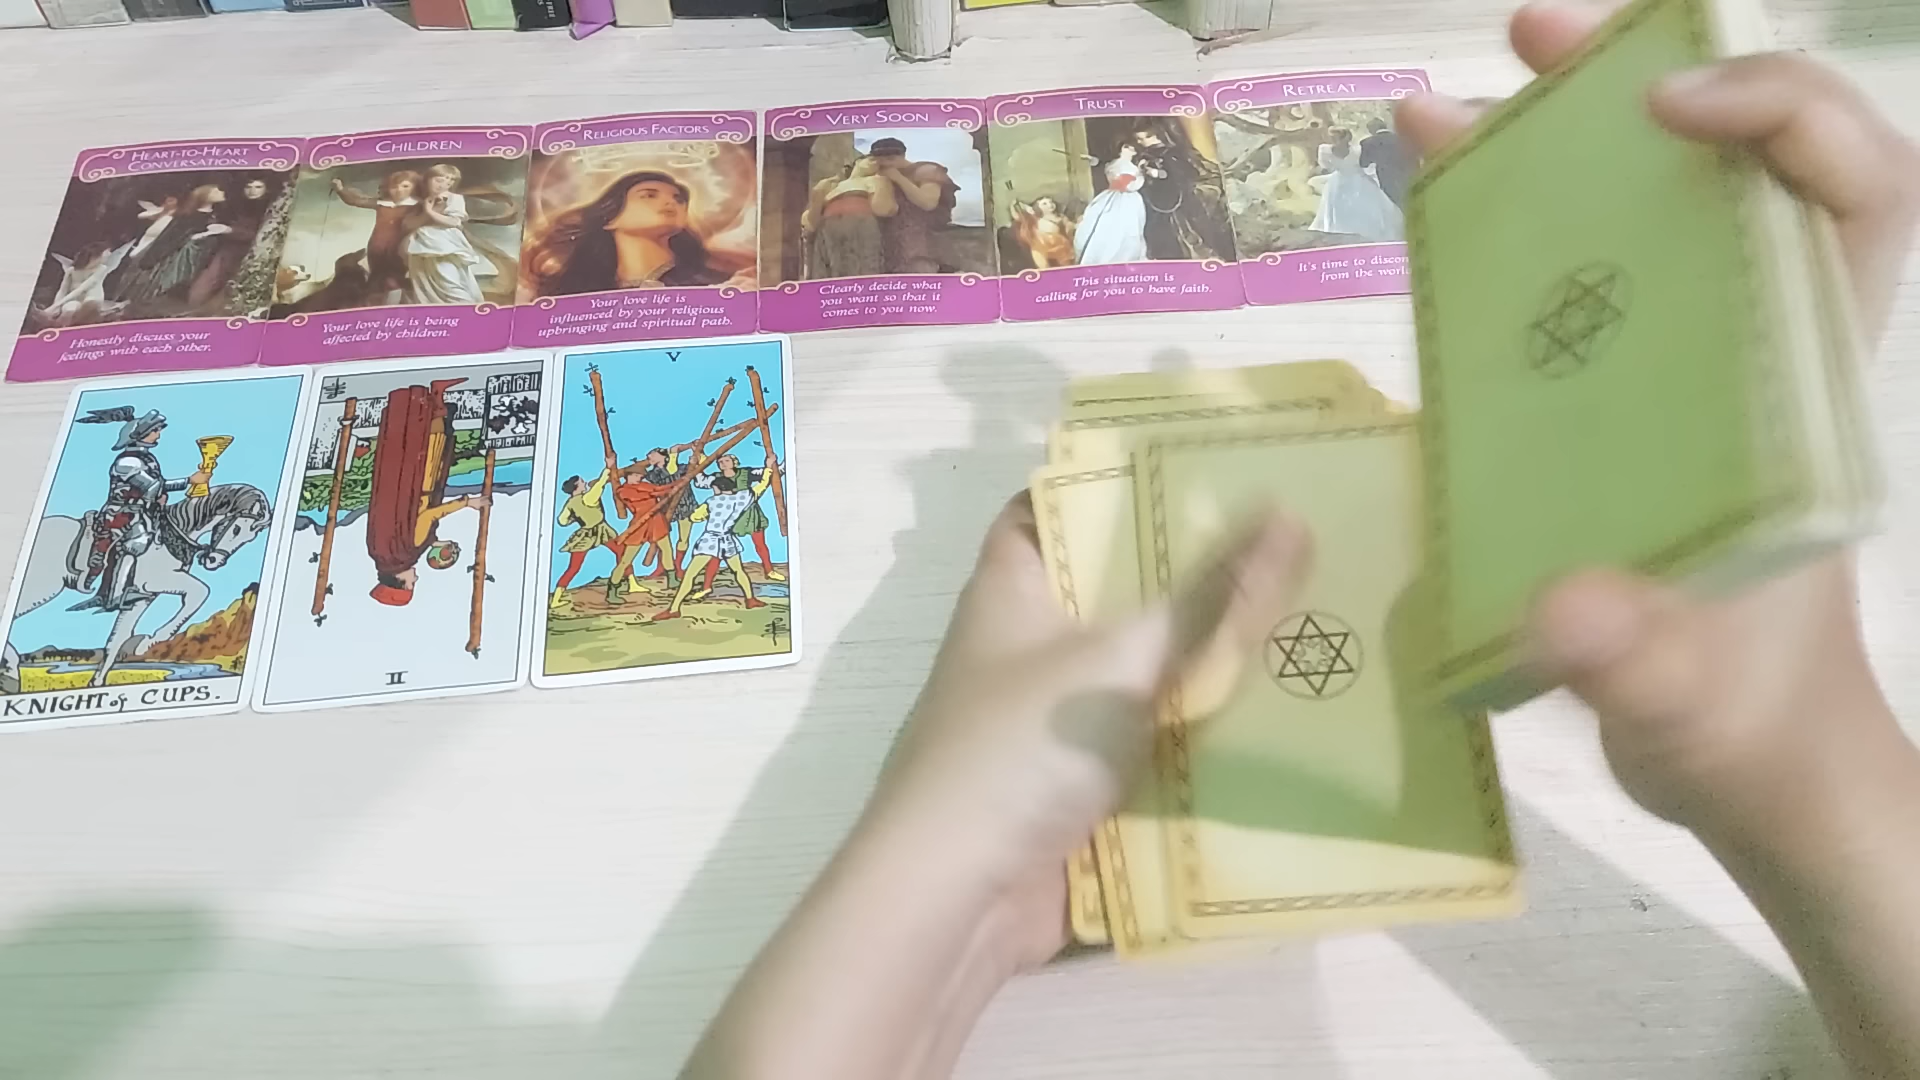 HEART-TO-HEART
CONVERSATIONS
Honestly discuss your
feelings with each other.
CHILDREN
Your love life is being
affected by children.
RELIGIOUS FACTORS
Your love life is
influenced by your religious
upbringing and spiritual path.
VERY SOON
Clearly decide what
you want so that it
comes to you now.
TRUST
This situation is
calling for you to have faith.
RETREAT
It's time to
from the
KNIGHT of CUPS.
II
V